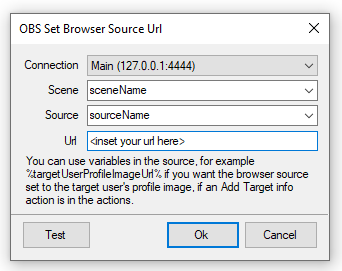 OBS Set Browser Source Url
Connection Main (127.0.0.1:4444)
Scene sceneName
Source sourceName
Url <inset your url here>
You can use variables in the source, for example
%targetUserProfileImageUrl% if you want the browser source
set to the target user's profile image, if an Add Target info
action is in the actions.
Test Ok Cancel